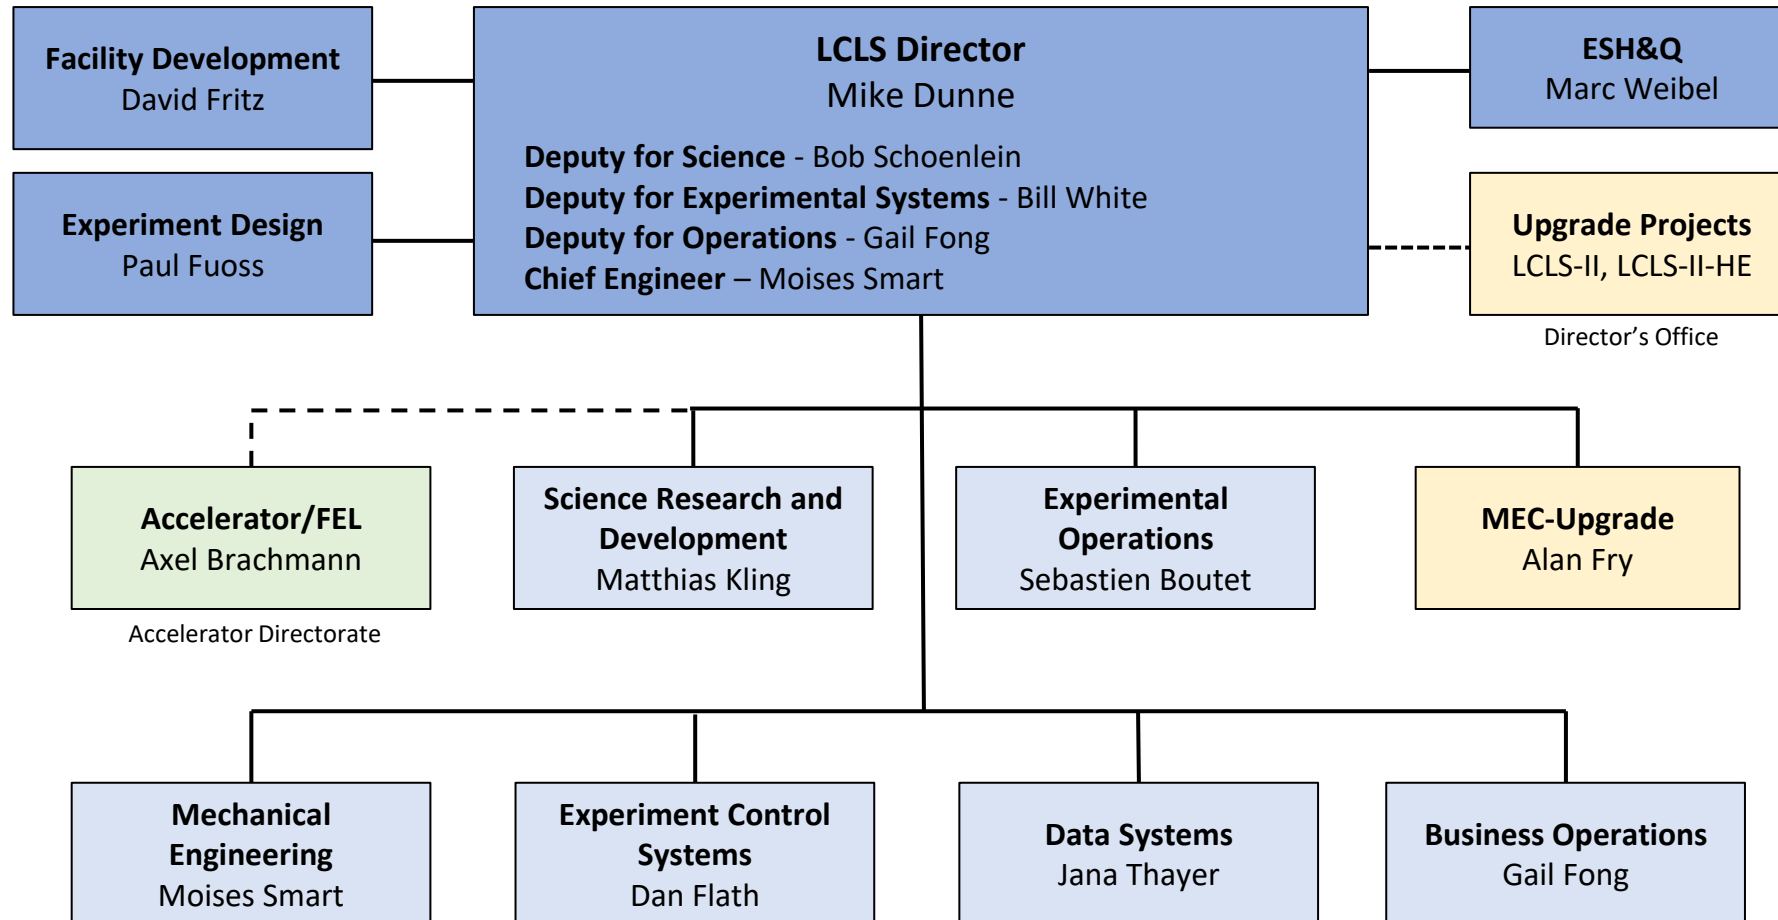 Facility Development
David Fritz
LCLS Director
Mike Dunne
Deputy for Science - Bob Schoenlein
Deputy for Experimental Systems - Bill White
Deputy for Operations - Gail Fong
Chief Engineer – Moises Smart
ESH&Q
Marc Weibel
Experiment Design
Paul Fuoss
Upgrade Projects
LCLS-II, LCLS-II-HE
Director’s Office
Accelerator/FEL
Axel Brachmann
Accelerator Directorate
Science Research and
Development
Matthias Kling
Experimental
Operations
Sebastien Boutet
MEC-Upgrade
Alan Fry
Mechanical
Engineering
Moises Smart
Experiment Control
Systems
Dan Flath
Data Systems
Jana Thayer
Business Operations
Gail Fong